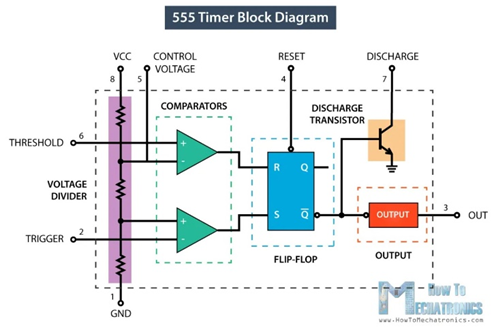 555 Timer Block Diagram
VCC
CONTROL
VOLTAGE
RESET
DISCHARGE
8
5
4
7
COMPARATORS
DISCHARGE
TRANSISTOR
THRESHOLD
6
+
-
R
Q
VOLTAGE
DIVIDER
+
-
S
Q̅
OUTPUT
3
OUT
TRIGGER
2
FLIP-FLOP
OUTPUT
1
GND
How To
MECHATRONICS
www.HowToMechatronics.com